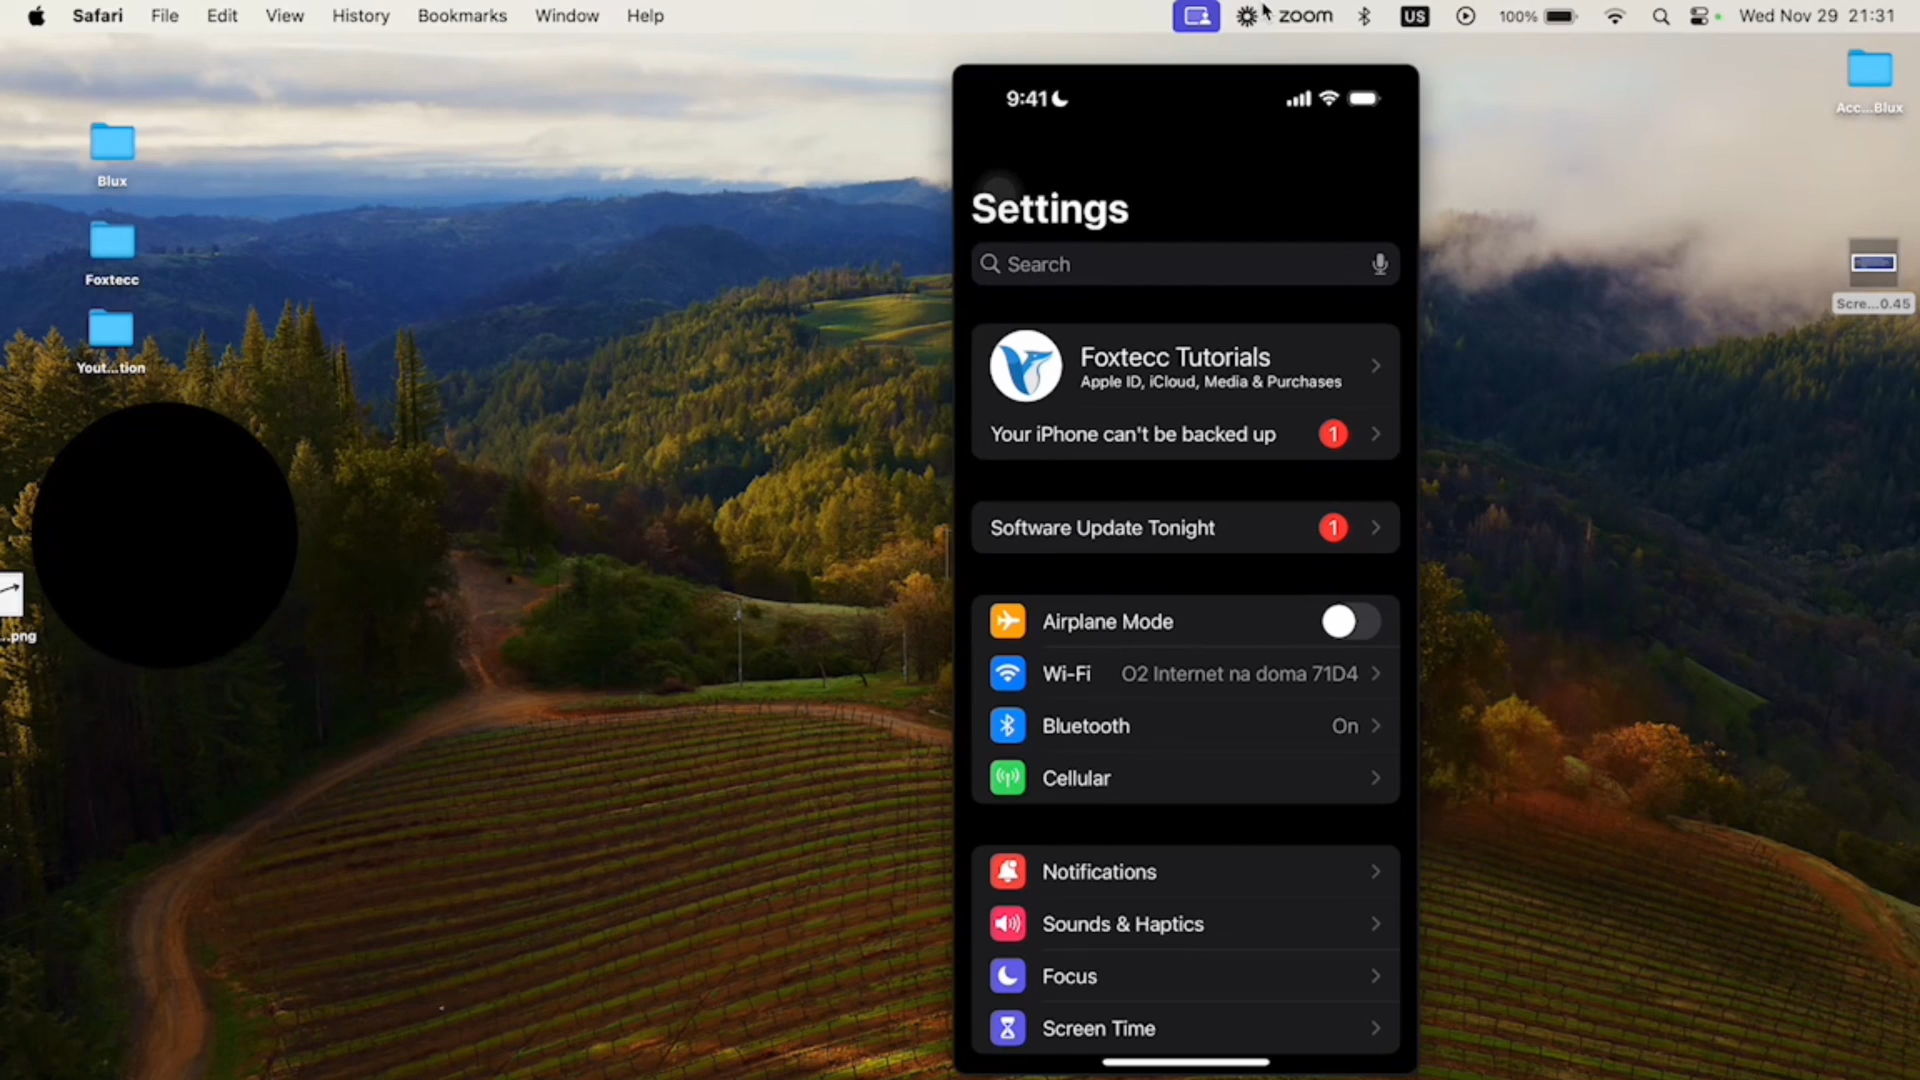 Safari File Edit View History Bookmarks Window Help zoom US 100% Wed Nov 29 21:31
Blux
Foxtecc
Yout...tion
...png
Acc...Blux
Scre...0.45
9:41
Settings
Search
Foxtecc Tutorials
Apple ID, iCloud, Media & Purchases
Your iPhone can't be backed up 1
Software Update Tonight 1
Airplane Mode
Wi-Fi O2 Internet na doma 71D4
Bluetooth On
Cellular
Notifications
Sounds & Haptics
Focus
Screen Time